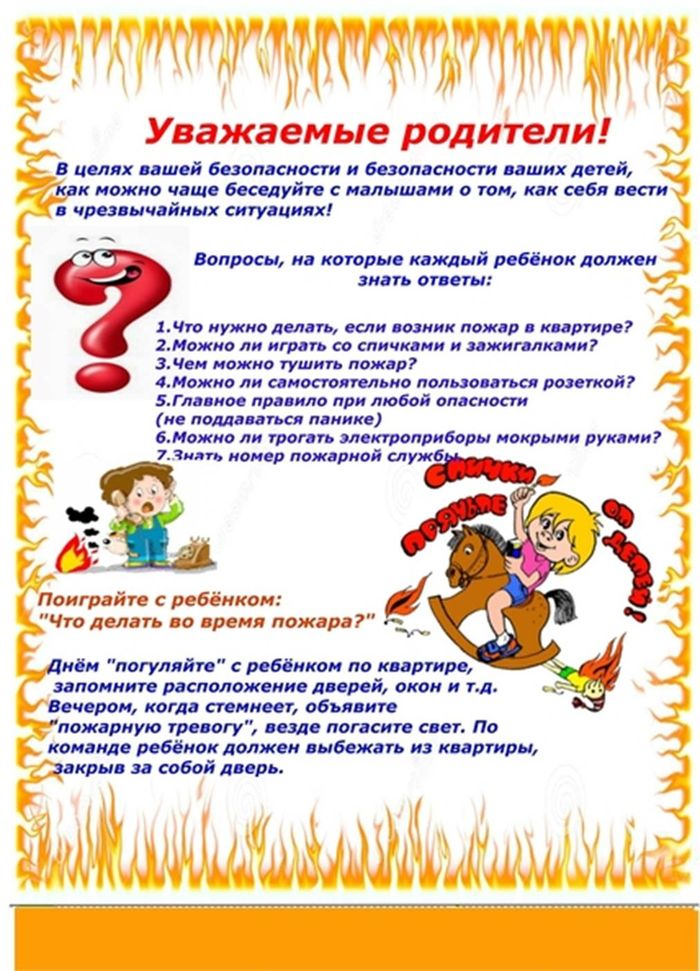 Уважаемые родители!
В целях вашей безопасности и безопасности ваших детей,
как можно чаще беседуйте с малышами о том, как себя вести
в чрезвычайных ситуациях!
Вопросы, на которые каждый ребёнок должен
знать ответы:
1.Что нужно делать, если возник пожар в квартире?
2.Можно ли играть со спичками и зажигалками?
3.Чем можно тушить пожар?
4.Можно ли самостоятельно пользоваться розеткой?
5.Главное правило при любой опасности
(не поддаваться панике)
6.Можно ли трогать электроприборы мокрыми руками?
7.Знать номер пожарной службы.
СПИЧКИ
ПРЯЧЬТЕ
ОТ ДЕТЕЙ!
Поиграйте с ребёнком:
"Что делать во время пожара?"
Днём "погуляйте" с ребёнком по квартире,
запомните расположение дверей, окон и т.д.
Вечером, когда стемнеет, объявите
"пожарную тревогу", везде погасите свет. По
команде ребёнок должен выбежать из квартиры,
закрыв за собой дверь.